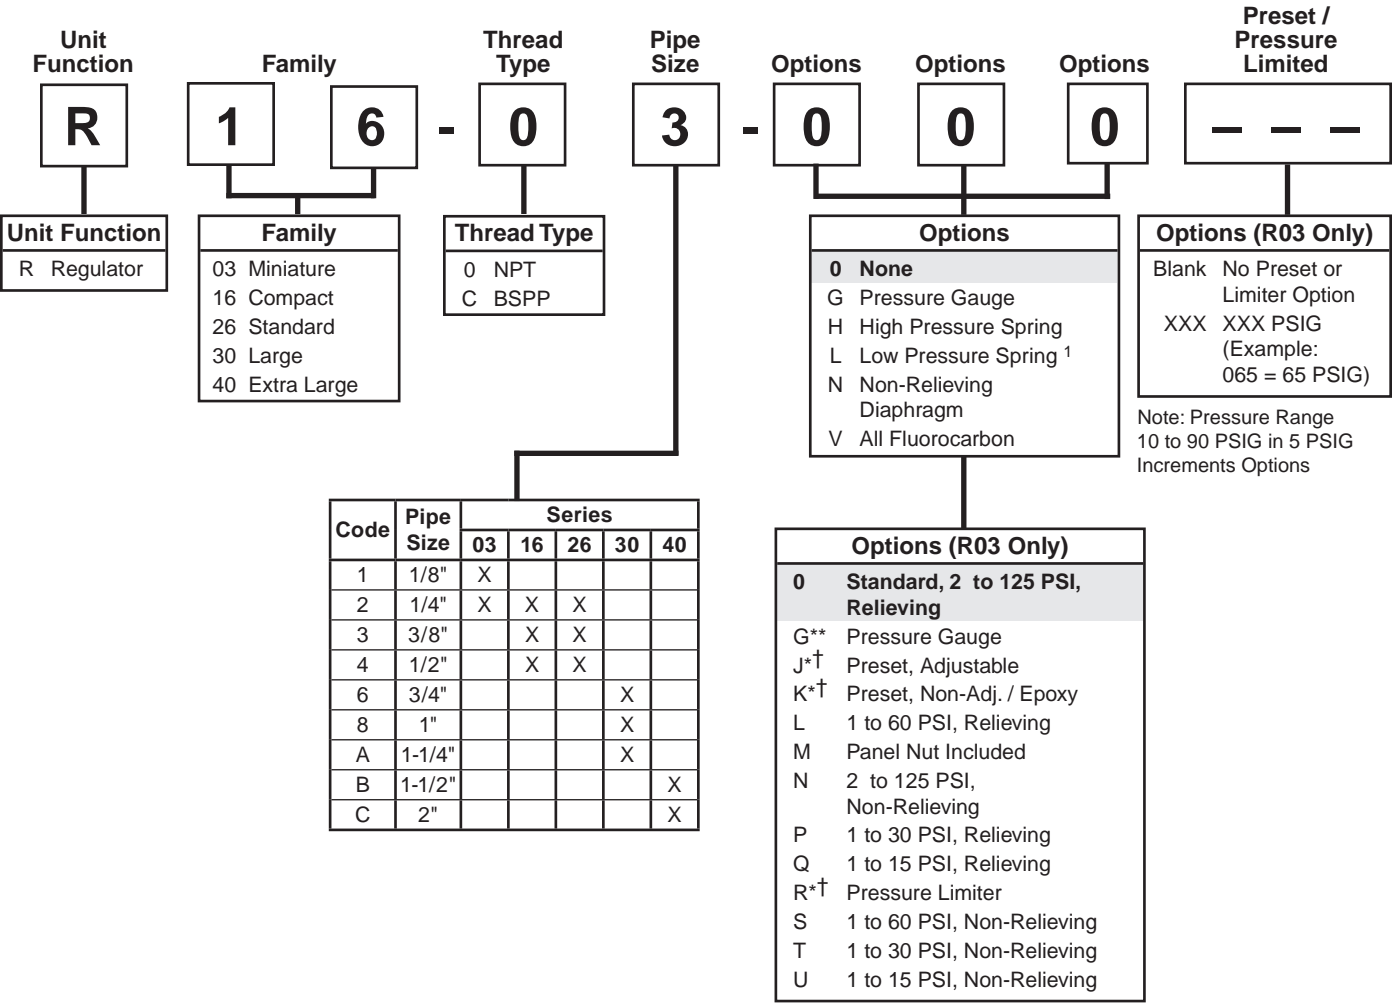 Unit Function
Family
Thread Type
Pipe Size
Options
Options
Options
Preset / Pressure Limited
R 1 6 - 0 3 - 0 0 0 – – –
Unit Function
R Regulator
Family
03 Miniature
16 Compact
26 Standard
30 Large
40 Extra Large
Thread Type
0 NPT
C BSPP
Options
0 None
G Pressure Gauge
H High Pressure Spring
L Low Pressure Spring 1
N Non-Relieving
Diaphragm
V All Fluorocarbon
Options (R03 Only)
Blank No Preset or
Limiter Option
XXX XXX PSIG
(Example:
065 = 65 PSIG)
Note: Pressure Range
10 to 90 PSIG in 5 PSIG
Increments Options
Code Pipe Size Series
03 16 26 30 40
1 1/8" X
2 1/4" X X X
3 3/8" X X
4 1/2" X X
6 3/4" X
8 1" X
A 1-1/4" X
B 1-1/2" X
C 2" X
Options (R03 Only)
0 Standard, 2 to 125 PSI,
Relieving
G** Pressure Gauge
J*† Preset, Adjustable
K*† Preset, Non-Adj. / Epoxy
L 1 to 60 PSI, Relieving
M Panel Nut Included
N 2 to 125 PSI,
Non-Relieving
P 1 to 30 PSI, Relieving
Q 1 to 15 PSI, Relieving
R*† Pressure Limiter
S 1 to 60 PSI, Non-Relieving
T 1 to 30 PSI, Non-Relieving
U 1 to 15 PSI, Non-Relieving